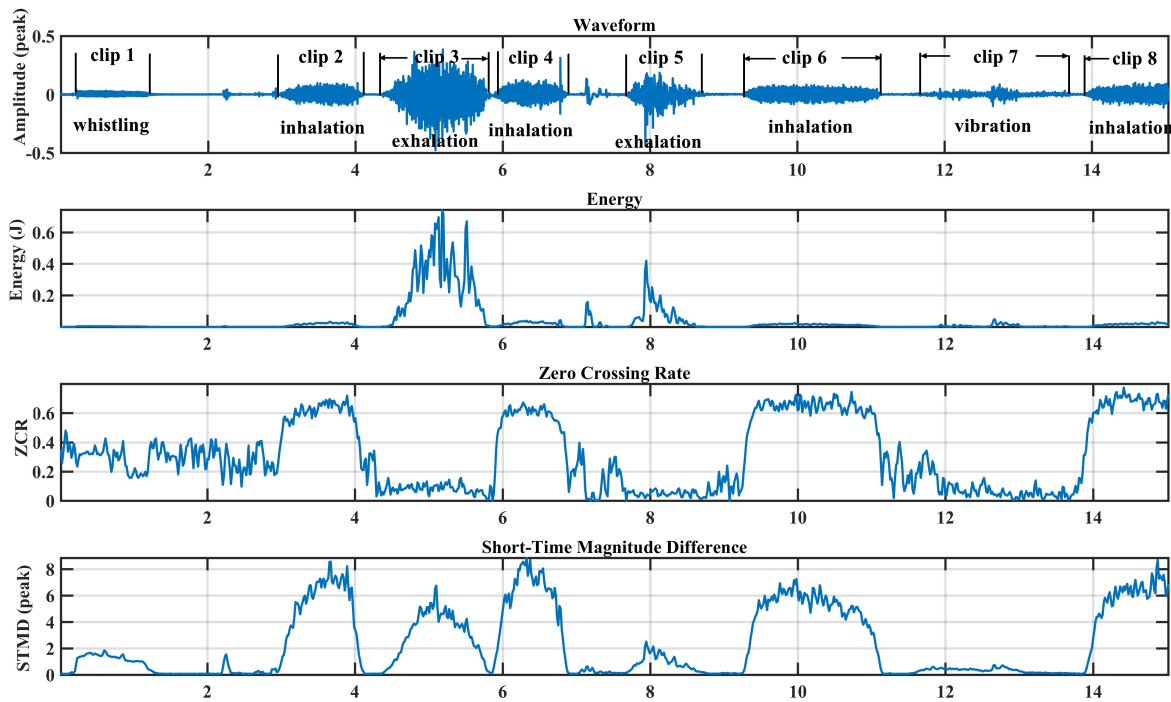 Waveform
Amplitude (peak)
0.5
0
-0.5
clip 1
clip 2
clip 3
clip 4
clip 5
clip 6
clip 7
clip 8
whistling
inhalation
exhalation
inhalation
exhalation
inhalation
vibration
inhalation
2 4 6 8 10 12 14
Energy
Energy (J)
0.6
0.4
0.2
2 4 6 8 10 12 14
Zero Crossing Rate
ZCR
0.6
0.4
0.2
0
2 4 6 8 10 12 14
Short-Time Magnitude Difference
STMD (peak)
8
6
4
2
0
2 4 6 8 10 12 14